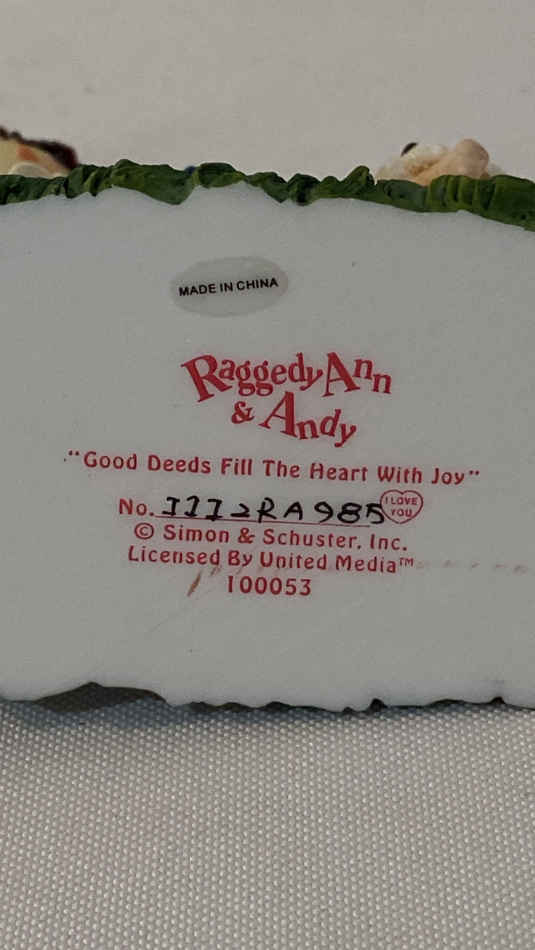 MADE IN CHINA
Raggedy Ann
& Andy
"Good Deeds Fill The Heart With Joy"
No. III2RA985 I LOVE YOU
© Simon & Schuster, Inc.
Licensed By United Media™
100053